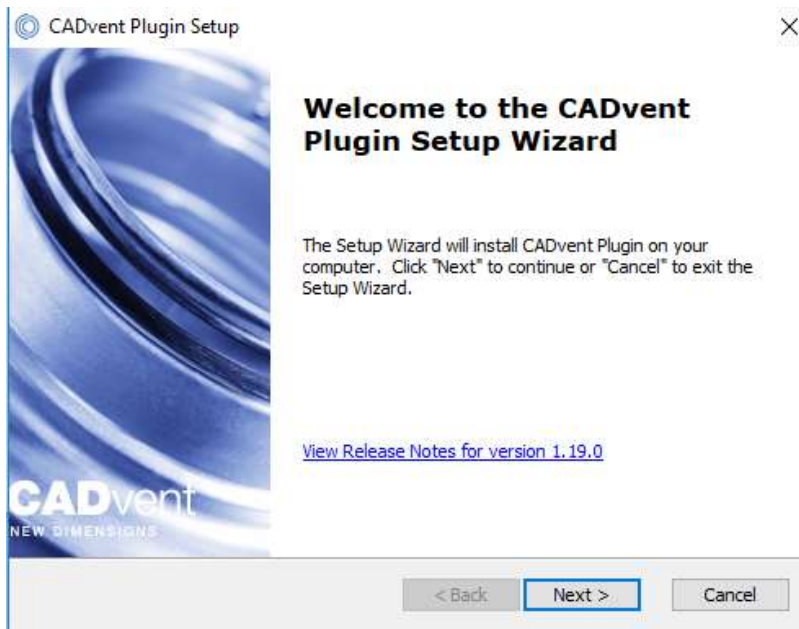 CADvent Plugin Setup
Welcome to the CADvent
Plugin Setup Wizard
The Setup Wizard will install CADvent Plugin on your
computer. Click "Next" to continue or "Cancel" to exit the
Setup Wizard.
View Release Notes for version 1.19.0
CADvent
NEW DIMENSIONS
< Back Next > Cancel